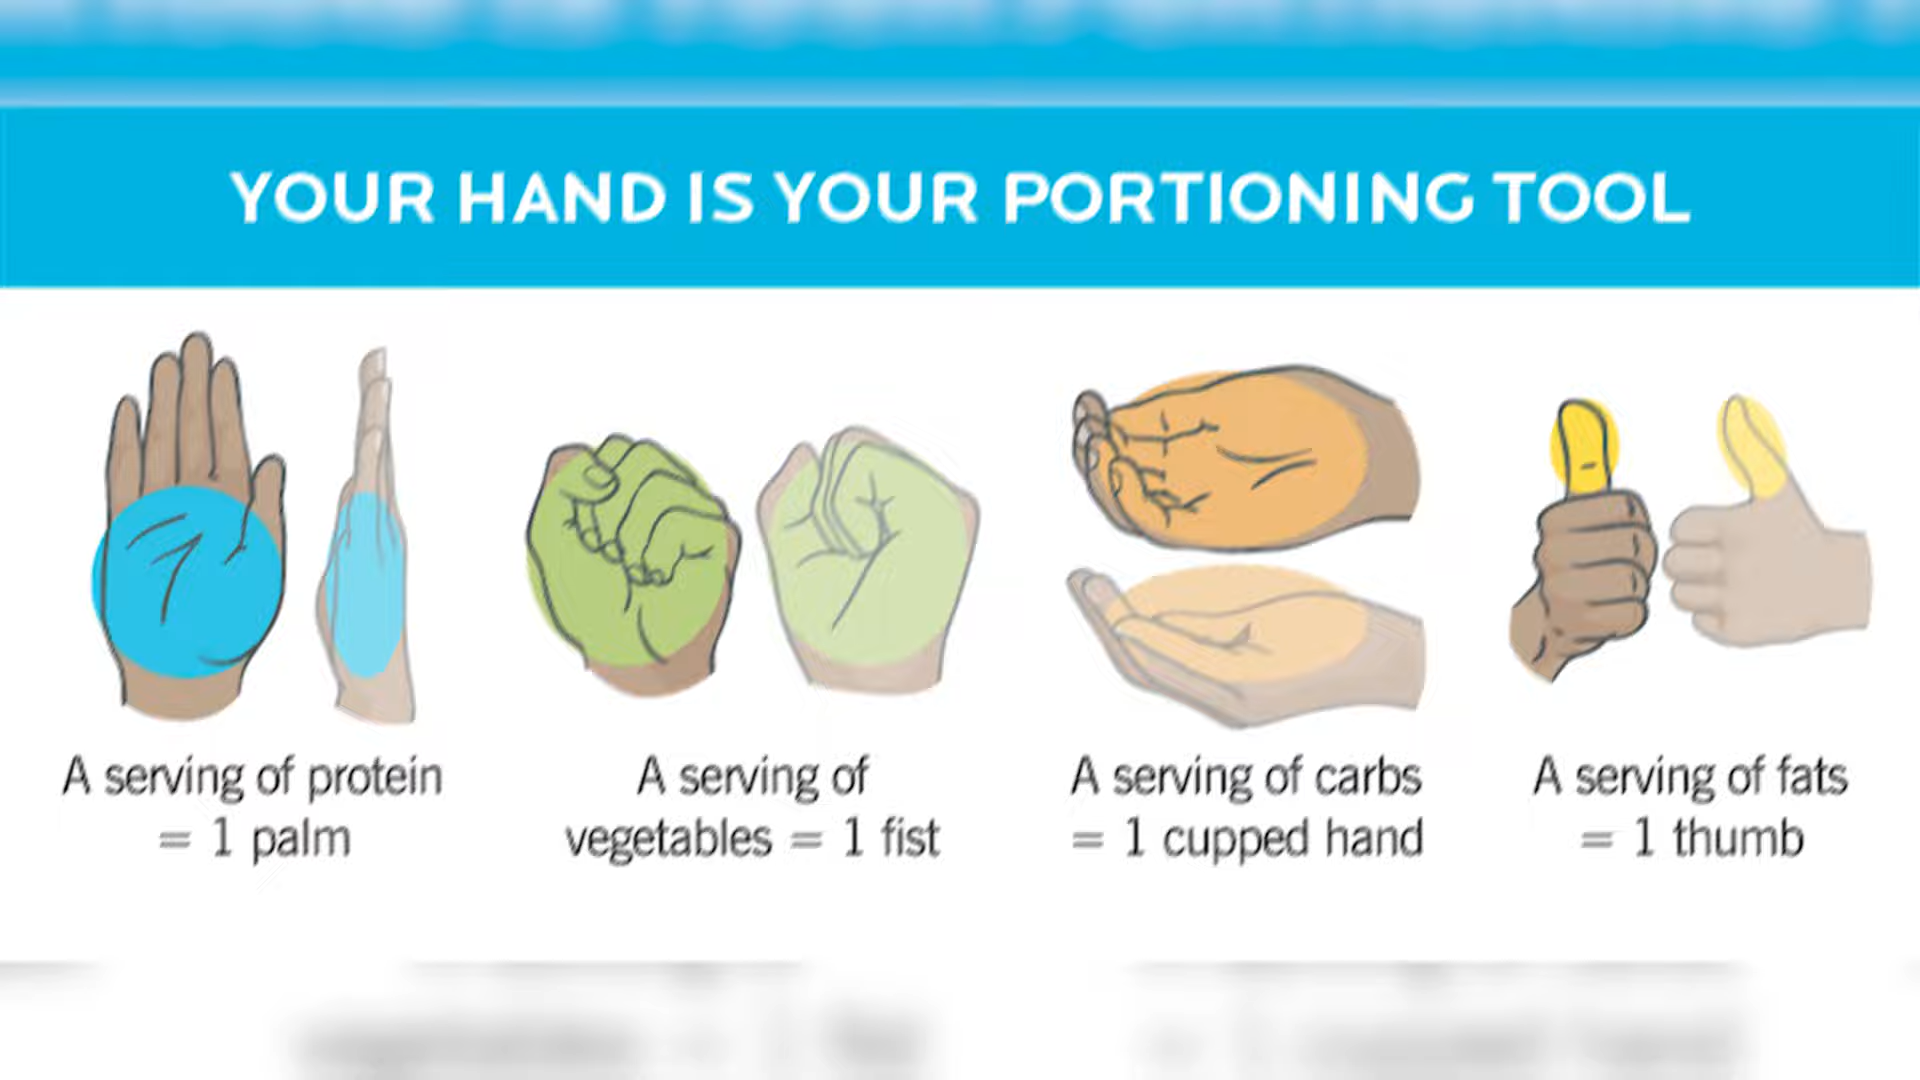 YOUR HAND IS YOUR PORTIONING TOOL
A serving of protein
= 1 palm
A serving of
vegetables = 1 fist
A serving of carbs
= 1 cupped hand
A serving of fats
= 1 thumb